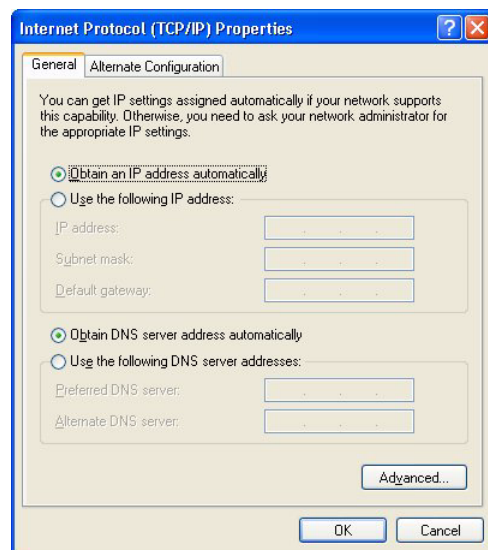 Internet Protocol (TCP/IP) Properties
General
Alternate Configuration
You can get IP settings assigned automatically if your network supports
this capability. Otherwise, you need to ask your network administrator for
the appropriate IP settings.
Obtain an IP address automatically
Use the following IP address:
IP address:
Subnet mask:
Default gateway:
Obtain DNS server address automatically
Use the following DNS server addresses:
Preferred DNS server:
Alternate DNS server:
Advanced...
OK
Cancel